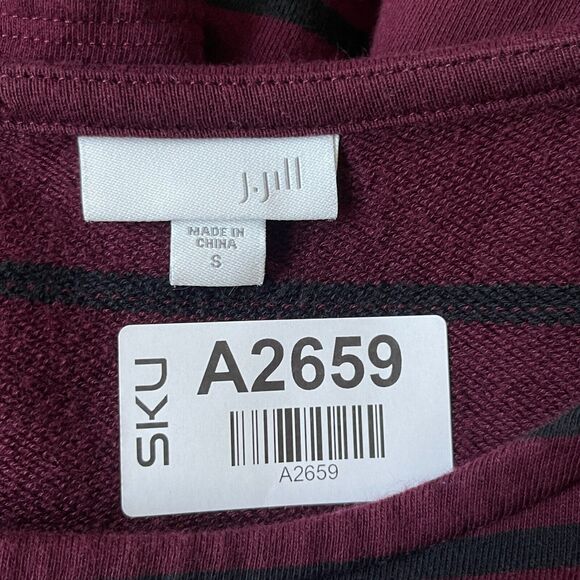 J.Jill
MADE IN
CHINA
S
SKU
A2659
A2659